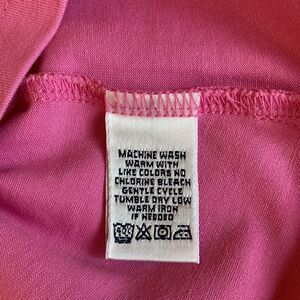 MACHINE WASH
WARM WITH
LIKE COLORS NO
CHLORINE BLEACH
GENTLE CYCLE
TUMBLE DRY LOW
WARM IRON
IF NEEDED